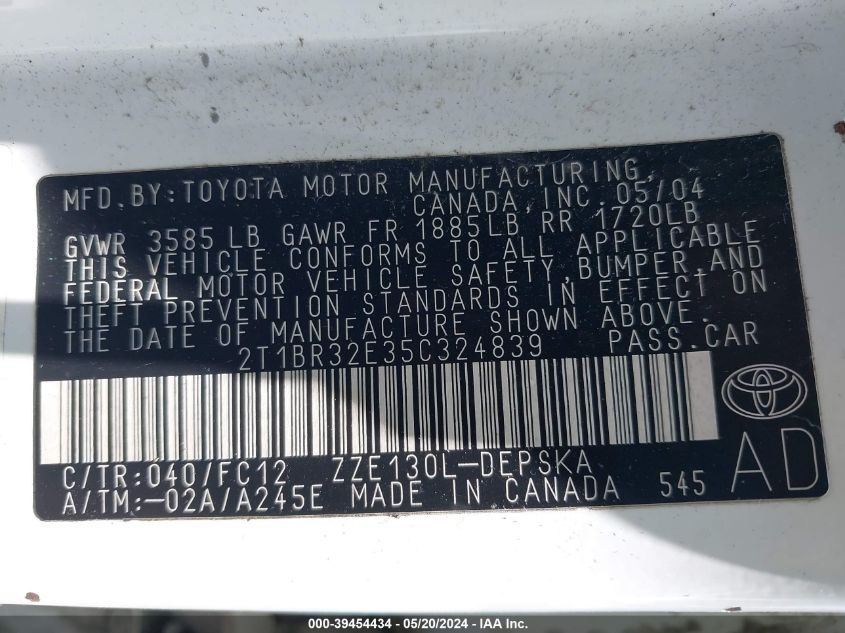 MFD. BY: TOYOTA MOTOR MANUFACTURING,
CANADA, INC. 05/04
GVWR 3585 LB GAWR FR 1885LB RR 1720LB
THIS VEHICLE CONFORMS TO ALL APPLICABLE
FEDERAL MOTOR VEHICLE SAFETY, BUMPER, AND
THEFT PREVENTION STANDARDS IN EFFECT ON
THE DATE OF MANUFACTURE SHOWN ABOVE.
2T1BR32E35C324839 PASS. CAR
C/TR: 040/FC12 ZZE130L-DEPSKA
A/TM: -02A/A245E MADE IN CANADA 545
AD
000-39454434 - 05/20/2024 - © IAA, Inc.